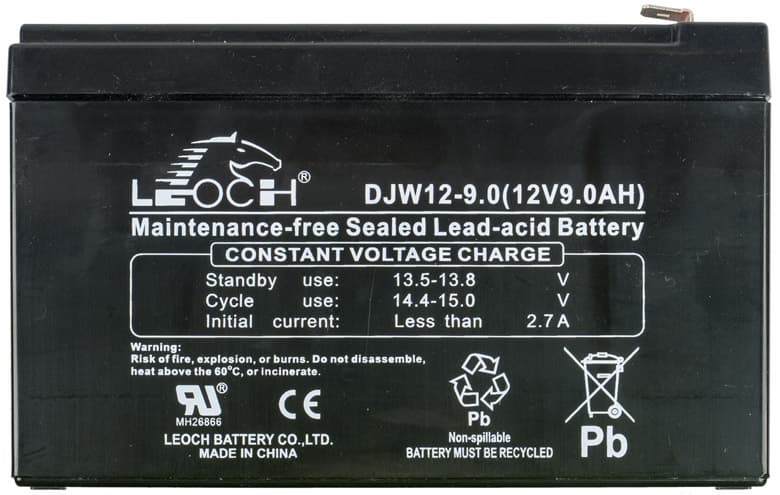 LEOCH®
DJW12-9.0(12V9.0AH)
Maintenance-free Sealed Lead-acid Battery
CONSTANT VOLTAGE CHARGE
Standby use: 13.5-13.8 V
Cycle use: 14.4-15.0 V
Initial current: Less than 2.7 A
Warning:
Risk of fire, explosion, or burns. Do not disassemble,
heat above the 60°C, or incinerate.
RU®
MH26866
CE
LEOCH BATTERY CO.,LTD.
MADE IN CHINA
Pb
Non-spillable
BATTERY MUST BE RECYCLED
Pb